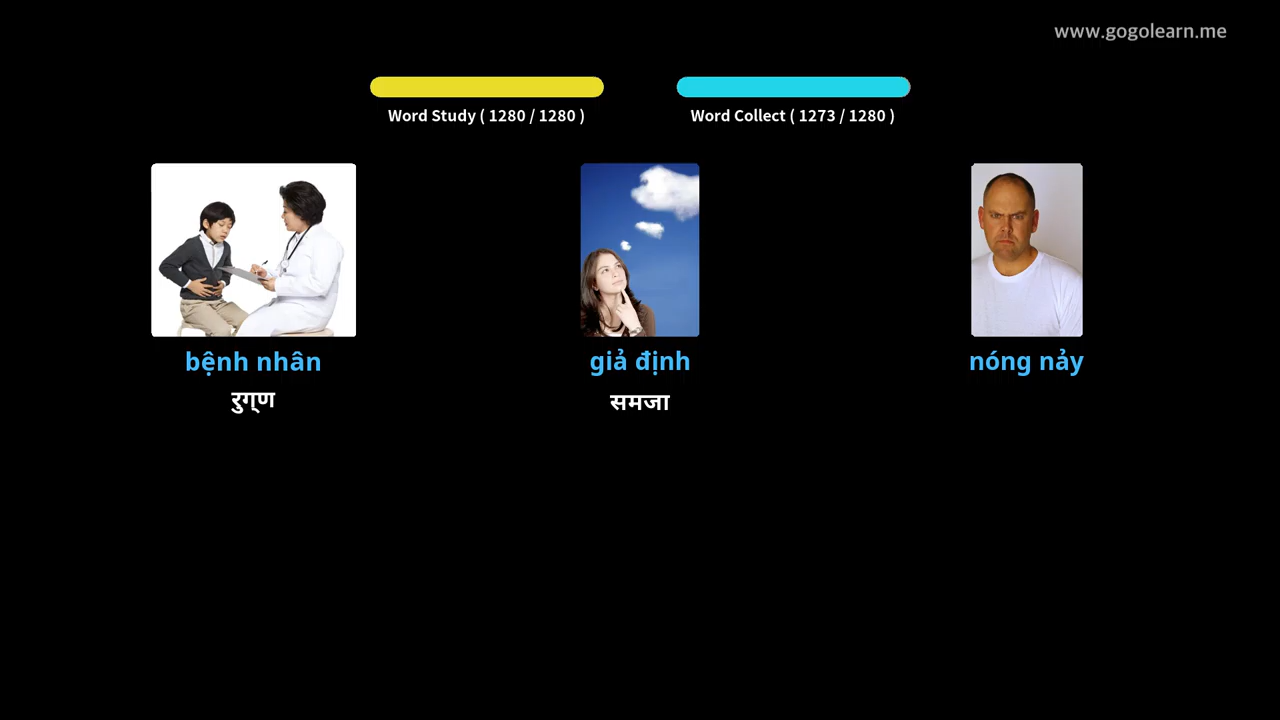 www.gogolearn.me
Word Study ( 1280 / 1280 )
Word Collect ( 1273 / 1280 )
bệnh nhân
giả định
nóng nảy
रुग्ण
समजा